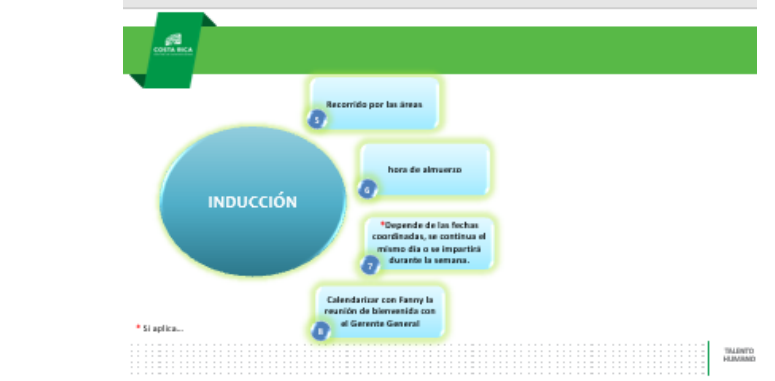 COSTA RICA
Recorrido por las áreas
5
hora de almuerzo
6
INDUCCIÓN
*Depende de las fechas
coordinadas, se continua el
mismo día o se impartirá
durante la semana.
7
Calendarizar con Fanny la
reunión de bienvenida con
el Gerente General
8
* Si aplica...
TALENTO
HUMANO